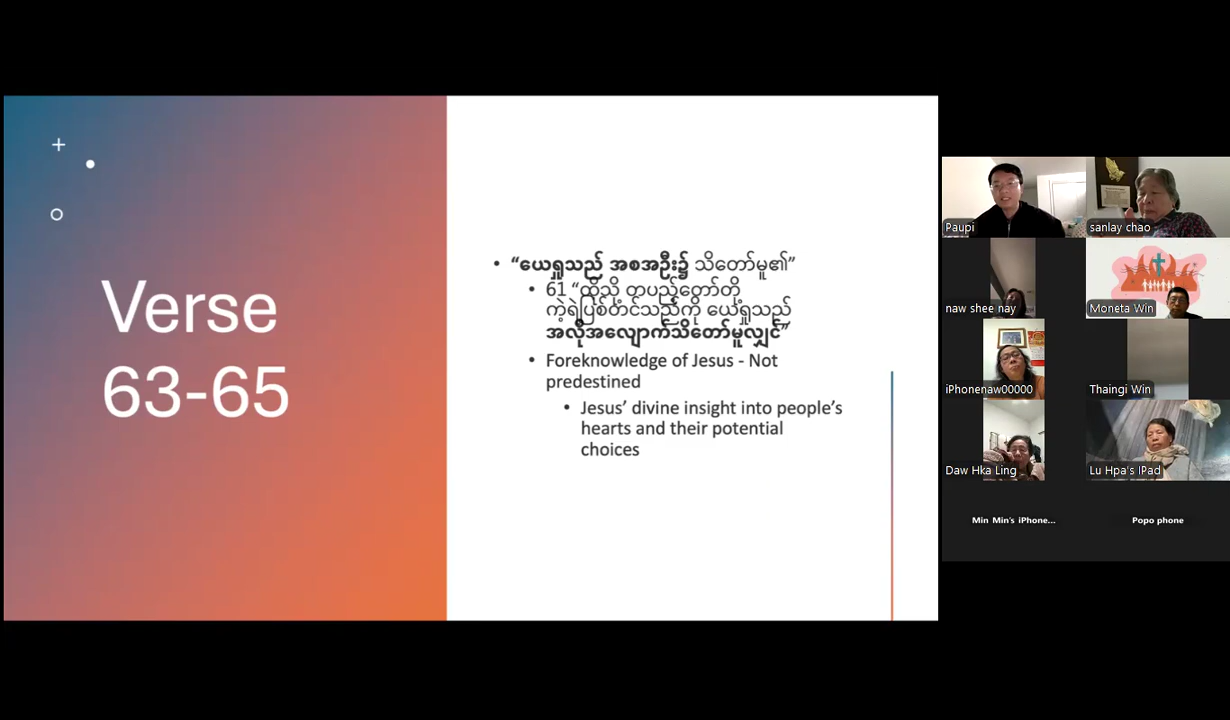 Verse
63-65
• “ယေရှုသည် အစအဦး၌ သိတော်မူ၏”
• 61 “ထိုသို့ တပည့်တော်တို့
ကဲ့ရဲ့ပြစ်တင်သည်ကို ယေရှုသည်
အလိုအလျောက်သိတော်မူလျှင်”
• Foreknowledge of Jesus - Not
predestined
• Jesus’ divine insight into people’s
hearts and their potential
choices
Paupi
sanlay chao
naw shee nay
Moneta Win
iPhonenaw00000
Thaingi Win
Daw Hka Ling
Lu Hpa's IPad
Min Min's iPhone...
Popo phone